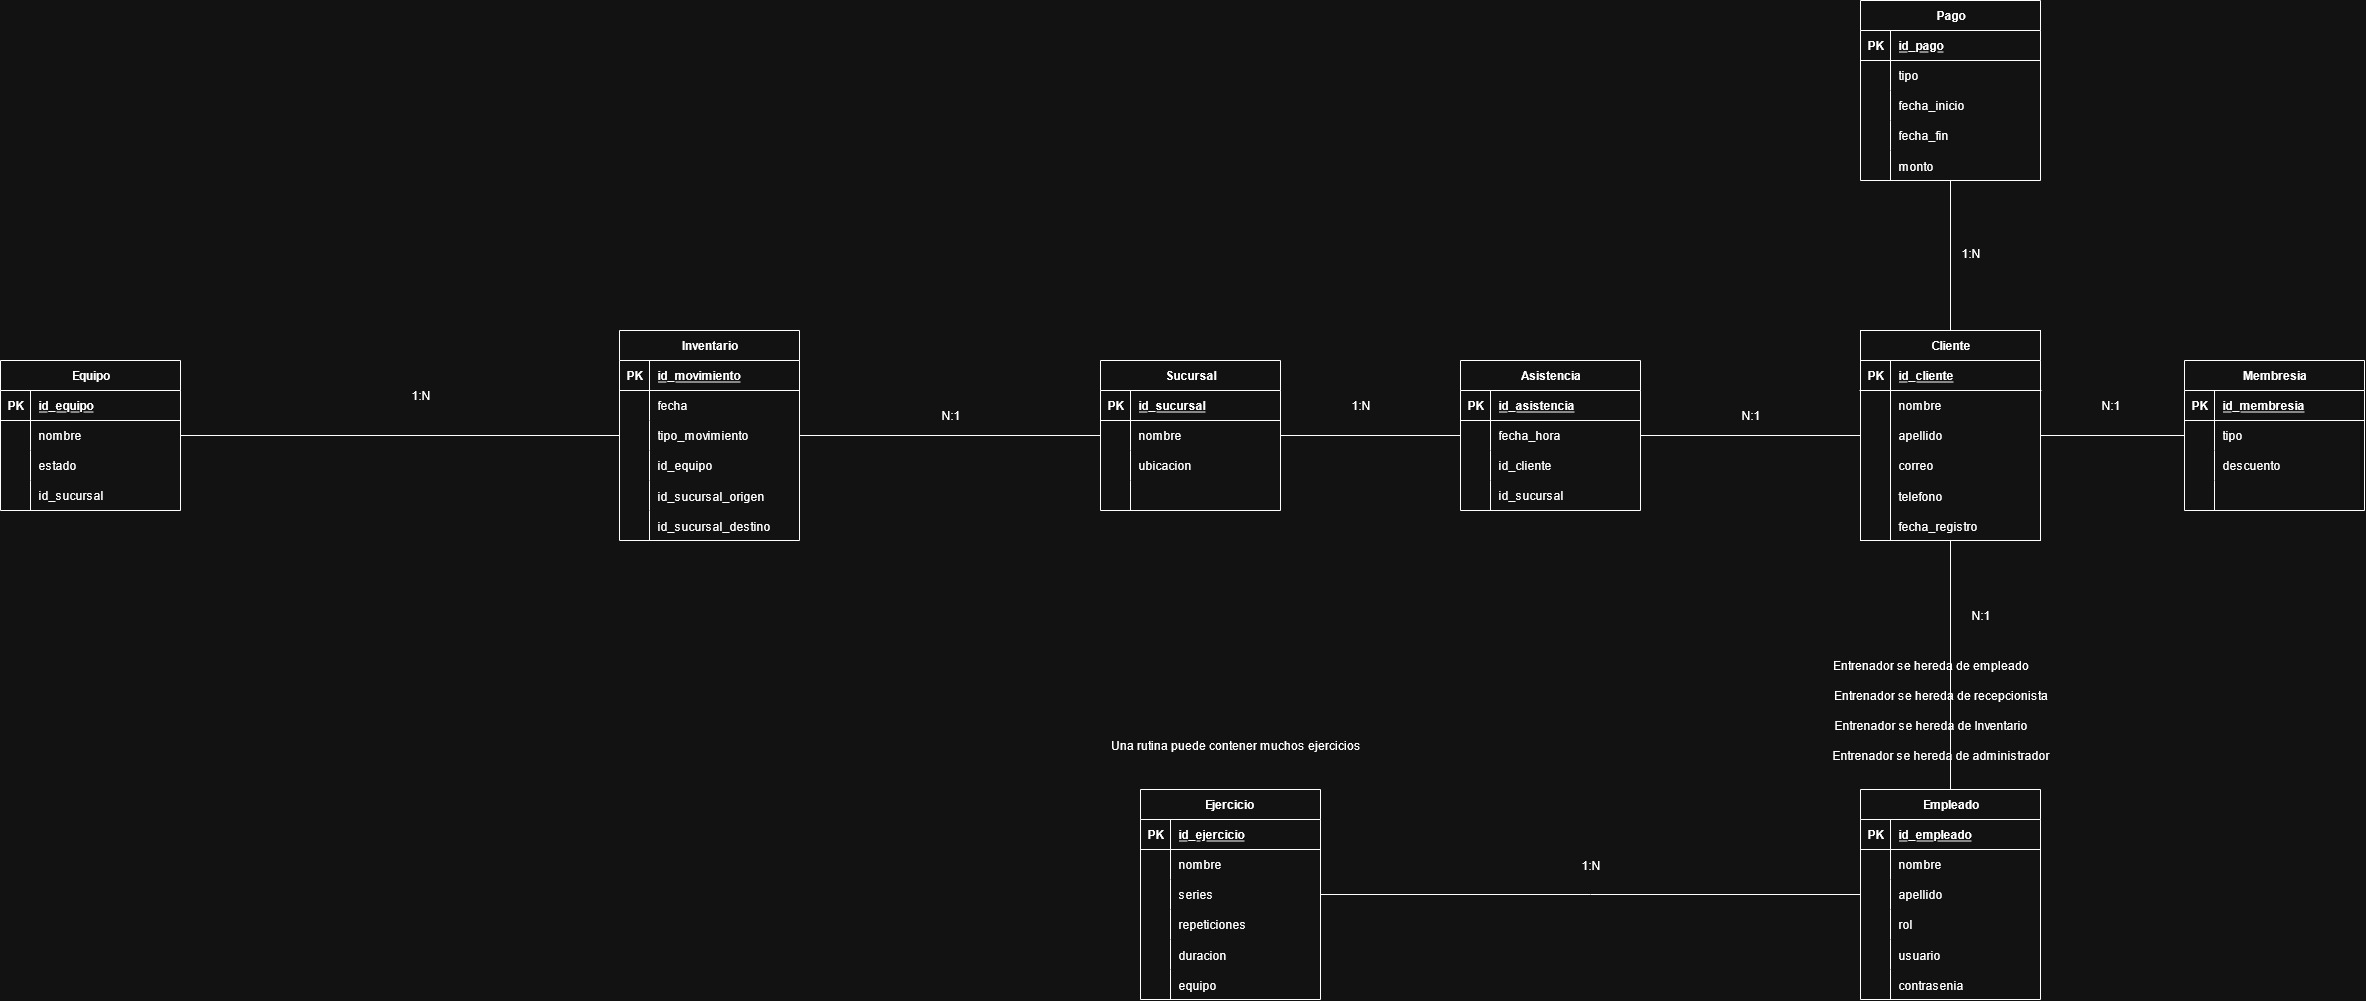 Pago
PK id_pago
tipo
fecha_inicio
fecha_fin
monto
1:N
Equipo
PK id_equipo
nombre
estado
id_sucursal
1:N
Inventario
PK id_movimiento
fecha
tipo_movimiento
id_equipo
id_sucursal_origen
id_sucursal_destino
N:1
Sucursal
PK id_sucursal
nombre
ubicacion
1:N
Asistencia
PK id_asistencia
fecha_hora
id_cliente
id_sucursal
N:1
Cliente
PK id_cliente
nombre
apellido
correo
telefono
fecha_registro
N:1
Membresia
PK id_membresia
tipo
descuento
N:1
Entrenador se hereda de empleado
Entrenador se hereda de recepcionista
Entrenador se hereda de Inventario
Entrenador se hereda de administrador
Una rutina puede contener muchos ejercicios
Ejercicio
PK id_ejercicio
nombre
series
repeticiones
duracion
equipo
1:N
Empleado
PK id_empleado
nombre
apellido
rol
usuario
contrasenia